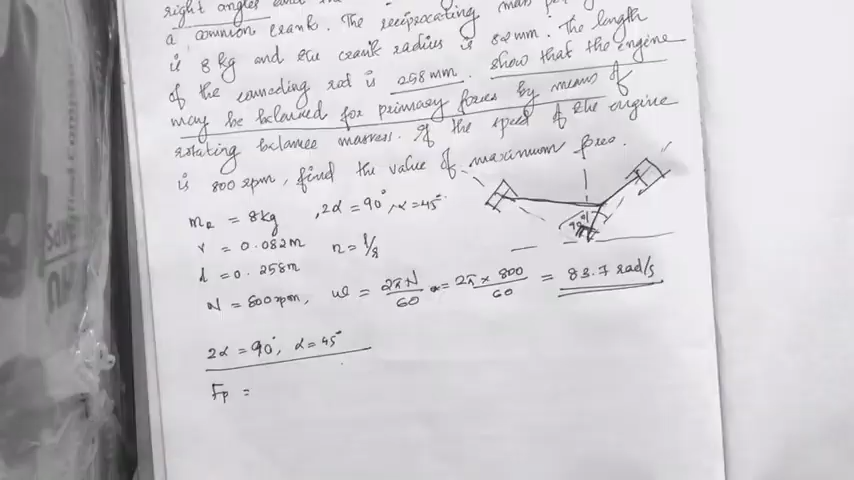 right angles and
a common crank. The reciprocating mass
is 8 kg and the crank radius is 82 mm. The length
of the connecting rod is 258 mm. show that the engine
may be balanced for primary forces by means of
rotating balance masses. If the speed of the engine
is 800 rpm, find the value of maximum force.
90°
mR = 8kg , 2α = 90°, α = 45°
r = 0.082m n = l/r
l = 0.258m
N = 800rpm, ω = 2πN/60 = 2π × 800/60 = 83.7 rad/s
2α = 90°, α = 45°
Fp =